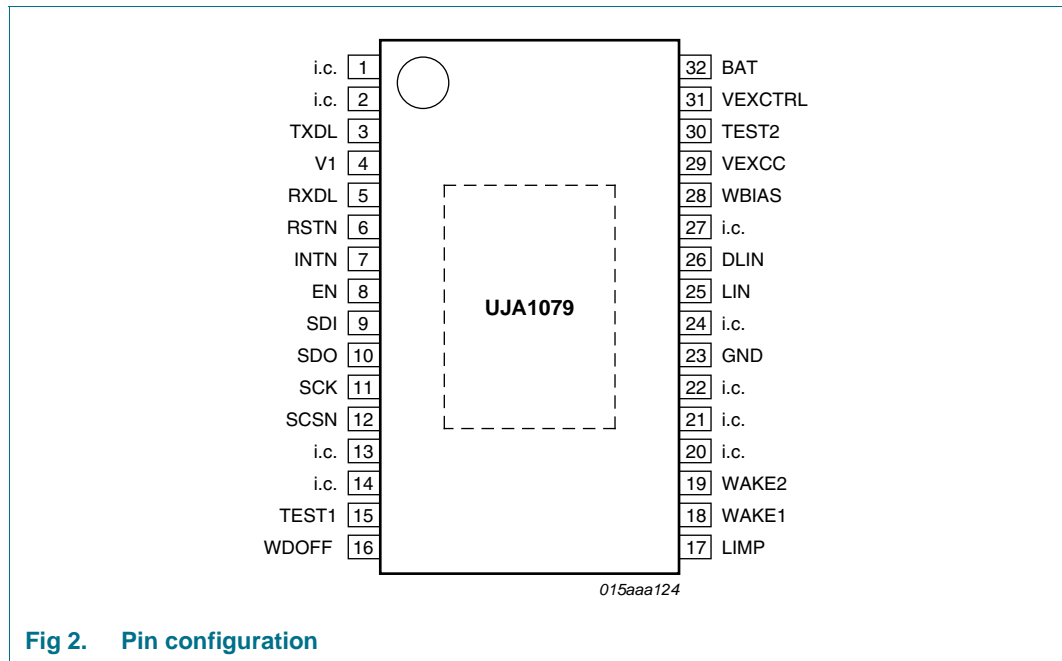 i.c. 1
i.c. 2
TXDL 3
V1 4
RXDL 5
RSTN 6
INTN 7
EN 8
SDI 9
SDO 10
SCK 11
SCSN 12
i.c. 13
i.c. 14
TEST1 15
WDOFF 16
UJA1079
32 BAT
31 VEXCTRL
30 TEST2
29 VEXCC
28 WBIAS
27 i.c.
26 DLIN
25 LIN
24 i.c.
23 GND
22 i.c.
21 i.c.
20 i.c.
19 WAKE2
18 WAKE1
17 LIMP
015aaa124
Fig 2. Pin configuration